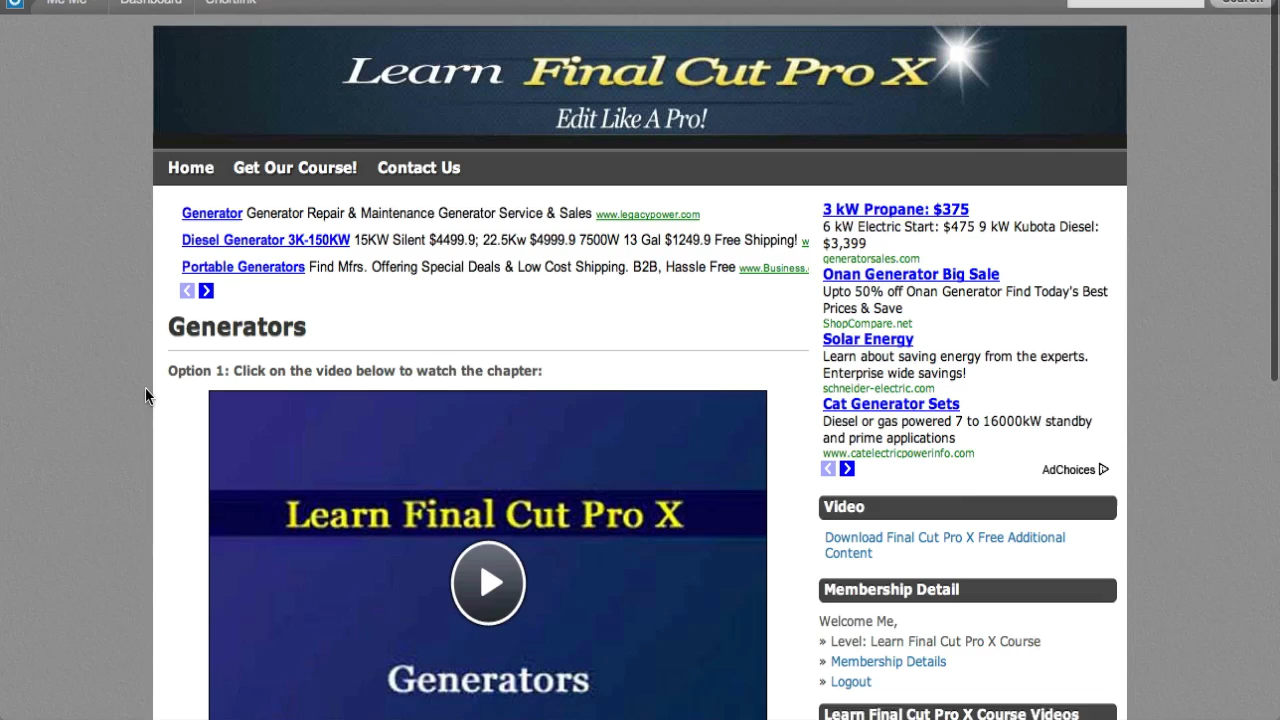 Me Me
Dashboard
Shortlink
Search
Learn Final Cut Pro X
Edit Like A Pro!
Home Get Our Course! Contact Us
Generator Generator Repair & Maintenance Generator Service & Sales www.legacypower.com
Diesel Generator 3K-150KW 15KW Silent $4499.9; 22.5Kw $4999.9 7500W 13 Gal $1249.9 Free Shipping! w
Portable Generators Find Mfrs. Offering Special Deals & Low Cost Shipping. B2B, Hassle Free www.Business.
Generators
Option 1: Click on the video below to watch the chapter:
Learn Final Cut Pro X
Generators
3 kW Propane: $375
6 kW Electric Start: $475 9 kW Kubota Diesel:
$3,399
generatorsales.com
Onan Generator Big Sale
Upto 50% off Onan Generator Find Today's Best
Prices & Save
ShopCompare.net
Solar Energy
Learn about saving energy from the experts.
Enterprise wide savings!
schneider-electric.com
Cat Generator Sets
Diesel or gas powered 7 to 16000kW standby
and prime applications
www.catelectricpowerinfo.com
AdChoices
Video
Download Final Cut Pro X Free Additional
Content
Membership Detail
Welcome Me,
» Level: Learn Final Cut Pro X Course
» Membership Details
» Logout
Learn Final Cut Pro X Course Videos